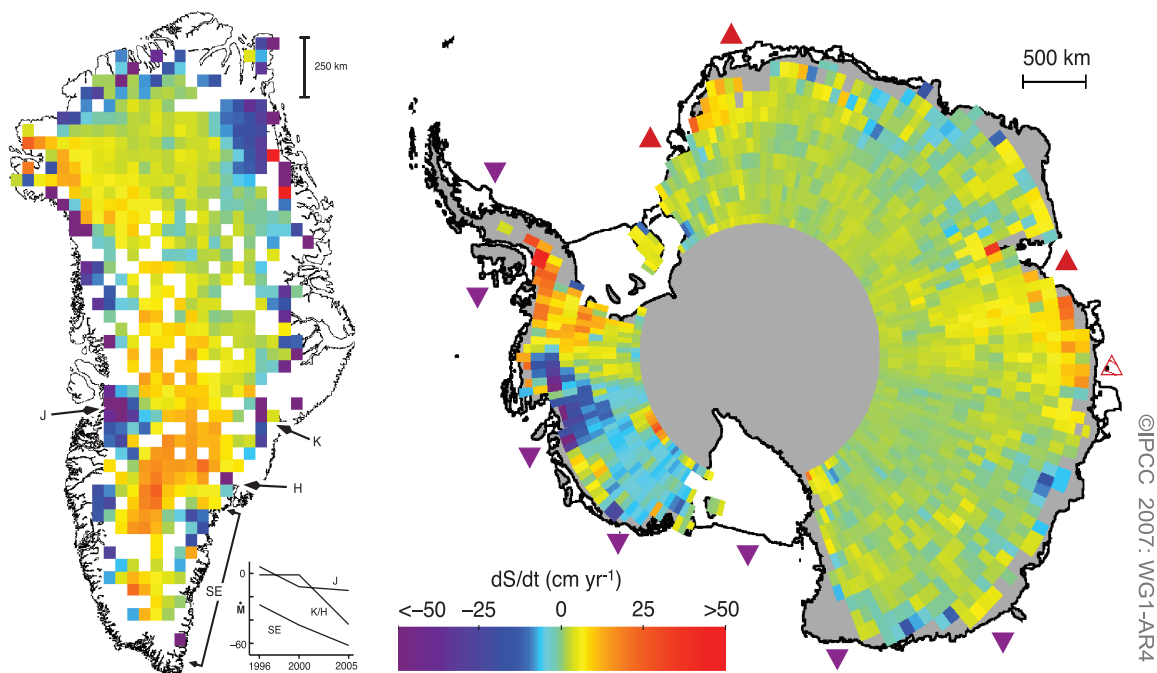 250 km
500 km
J
K
H
SE
0
J
K/H
Ṁ
SE
–60
1996 2000 2005
dS/dt (cm yr⁻¹)
<–50 –25 0 25 >50
©IPCC 2007: WG1-AR4